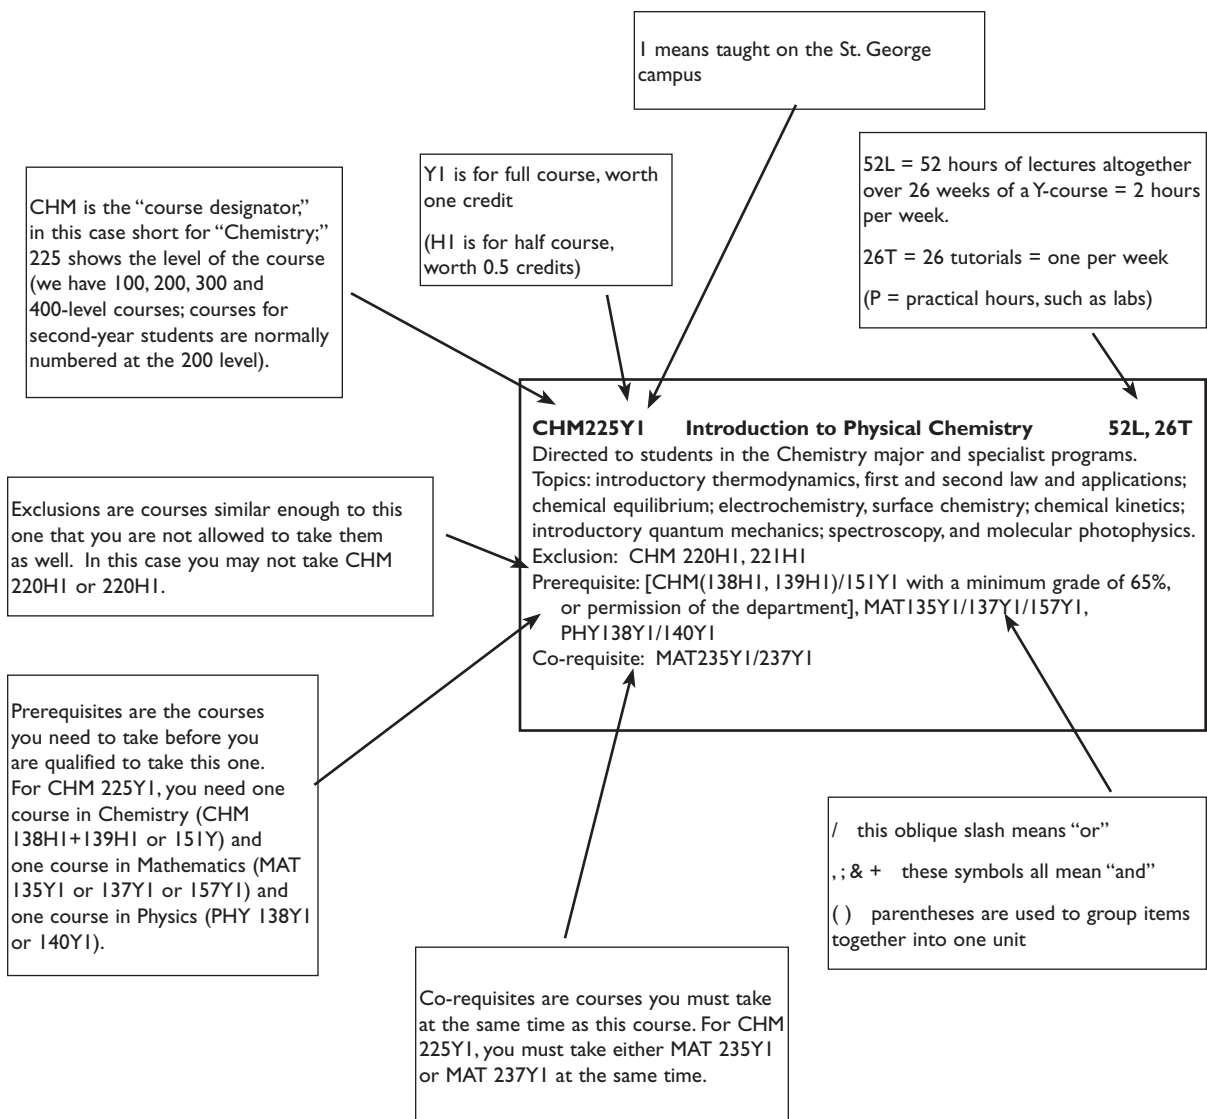 1 means taught on the St. George
campus
Y1 is for full course, worth
one credit
(H1 is for half course,
worth 0.5 credits)
52L = 52 hours of lectures altogether
over 26 weeks of a Y-course = 2 hours
per week.
26T = 26 tutorials = one per week
(P = practical hours, such as labs)
CHM is the “course designator,”
in this case short for “Chemistry;”
225 shows the level of the course
(we have 100, 200, 300 and
400-level courses; courses for
second-year students are normally
numbered at the 200 level).
CHM225Y1 Introduction to Physical Chemistry 52L, 26T
Directed to students in the Chemistry major and specialist programs.
Topics: introductory thermodynamics, first and second law and applications;
chemical equilibrium; electrochemistry, surface chemistry; chemical kinetics;
introductory quantum mechanics; spectroscopy, and molecular photophysics.
Exclusion: CHM 220H1, 221H1
Prerequisite: [CHM(138H1, 139H1)/151Y1 with a minimum grade of 65%,
or permission of the department], MAT135Y1/137Y1/157Y1,
PHY138Y1/140Y1
Co-requisite: MAT235Y1/237Y1
Exclusions are courses similar enough to this
one that you are not allowed to take them
as well. In this case you may not take CHM
220H1 or 220H1.
Prerequisites are the courses
you need to take before you
are qualified to take this one.
For CHM 225Y1, you need one
course in Chemistry (CHM
138H1+139H1 or 151Y) and
one course in Mathematics (MAT
135Y1 or 137Y1 or 157Y1) and
one course in Physics (PHY 138Y1
or 140Y1).
/ this oblique slash means “or”
, ; & + these symbols all mean “and”
( ) parentheses are used to group items
together into one unit
Co-requisites are courses you must take
at the same time as this course. For CHM
225Y1, you must take either MAT 235Y1
or MAT 237Y1 at the same time.